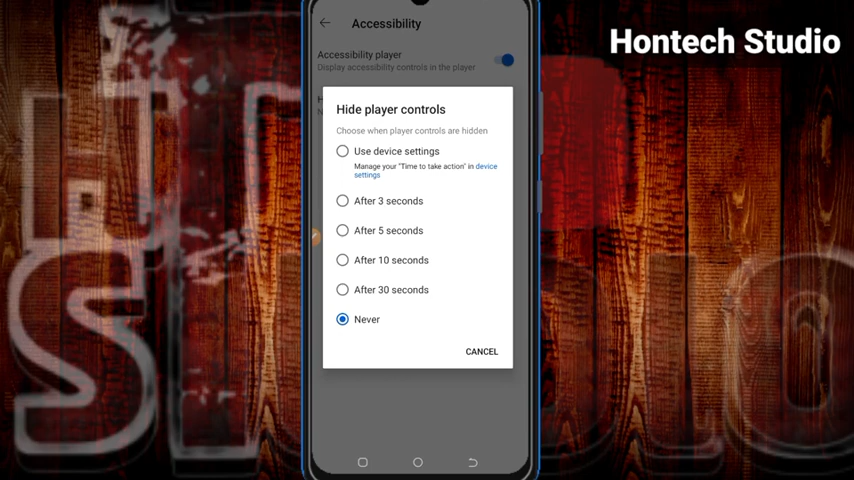 Hontech Studio
Accessibility
Accessibility player
Display accessibility controls in the player
Hide player controls
Choose when player controls are hidden
Use device settings
Manage your "Time to take action" in device
settings
After 3 seconds
After 5 seconds
After 10 seconds
After 30 seconds
Never
CANCEL